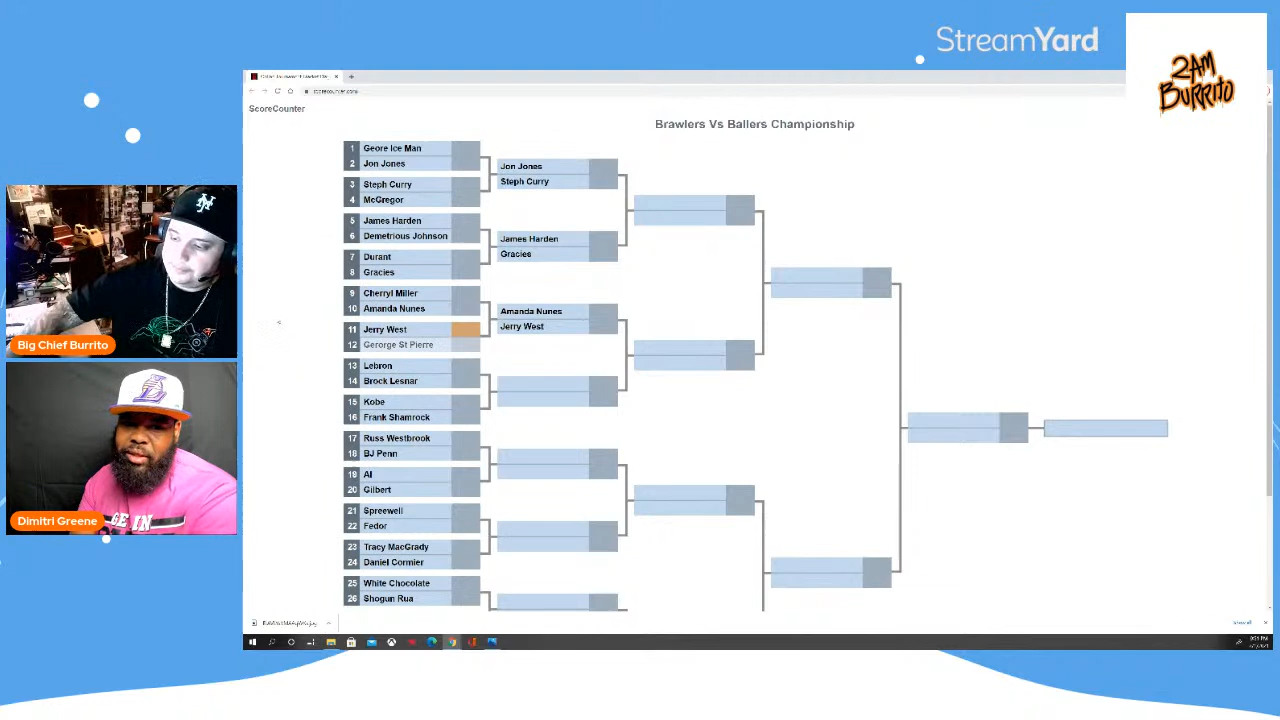 StreamYard
2AM
BURRITO
ScoreCounter
Brawlers Vs Ballers Championship
1 Geore Ice Man
2 Jon Jones
3 Steph Curry
4 McGregor
5 James Harden
6 Demetrious Johnson
7 Durant
8 Gracies
9 Cherryl Miller
10 Amanda Nunes
11 Jerry West
12 Gerorge St Pierre
13 Lebron
14 Brock Lesnar
15 Kobe
16 Frank Shamrock
17 Russ Westbrook
18 BJ Penn
19 AI
20 Gilbert
21 Spreewell
22 Fedor
23 Tracy MacGrady
24 Daniel Cormier
25 White Chocolate
26 Shogun Rua
Jon Jones
Steph Curry
James Harden
Gracies
Amanda Nunes
Jerry West
Big Chief Burrito
Dimitri Greene
Show all